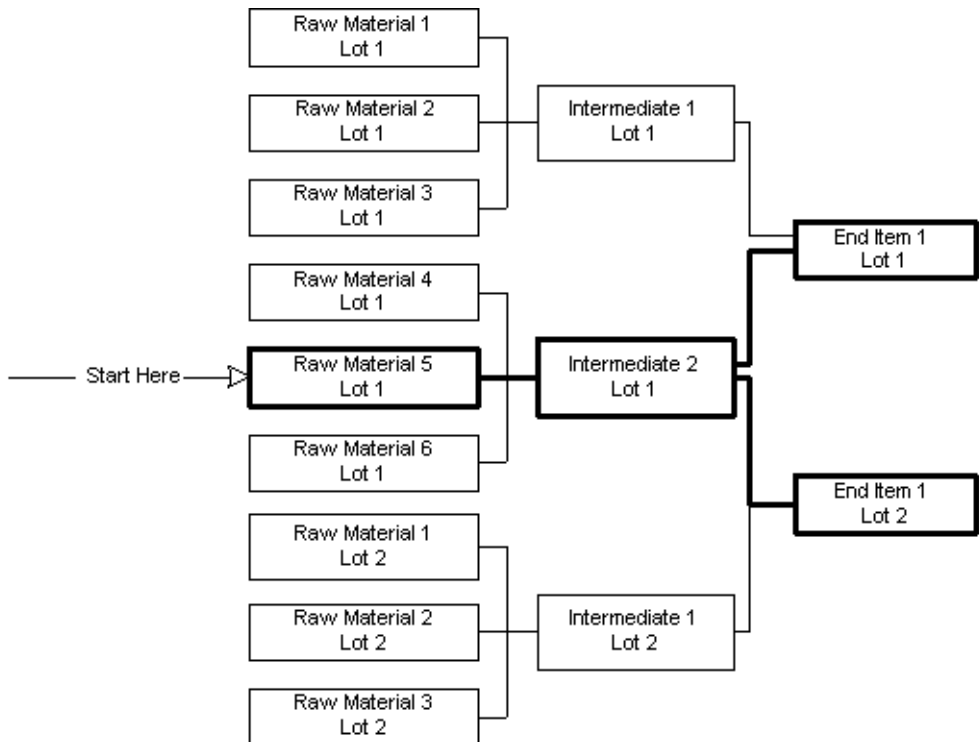 Raw Material 1
Lot 1
Raw Material 2
Lot 1
Intermediate 1
Lot 1
Raw Material 3
Lot 1
End Item 1
Lot 1
Raw Material 4
Lot 1
Start Here
Raw Material 5
Lot 1
Intermediate 2
Lot 1
Raw Material 6
Lot 1
End Item 1
Lot 2
Raw Material 1
Lot 2
Raw Material 2
Lot 2
Intermediate 1
Lot 2
Raw Material 3
Lot 2